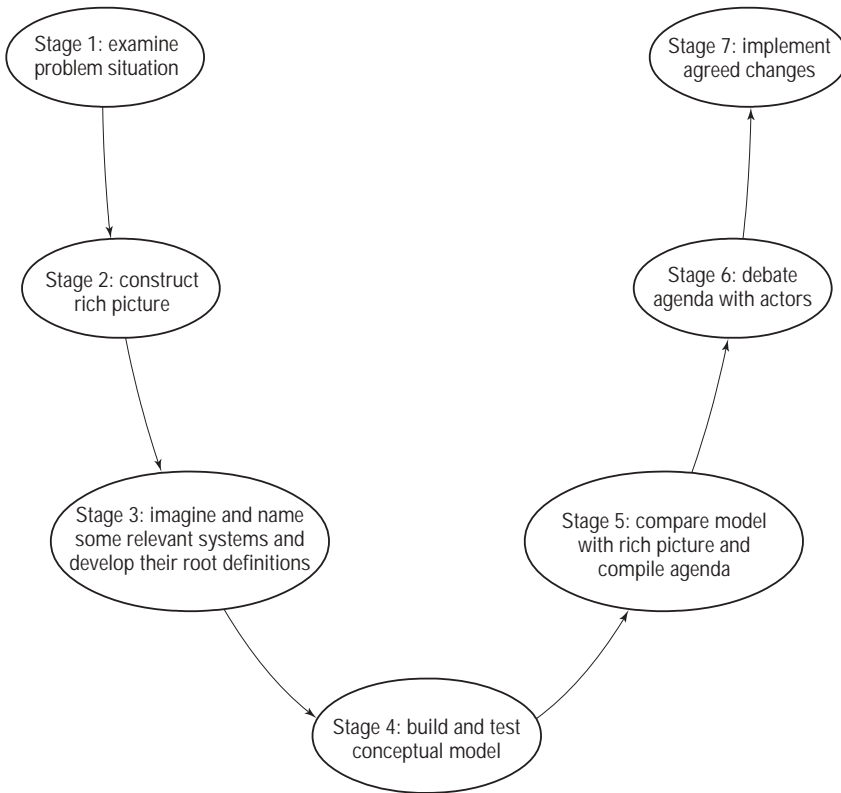 Stage 1: examine
problem situation
Stage 2: construct
rich picture
Stage 3: imagine and name
some relevant systems and
develop their root definitions
Stage 4: build and test
conceptual model
Stage 5: compare model
with rich picture and
compile agenda
Stage 6: debate
agenda with actors
Stage 7: implement
agreed changes